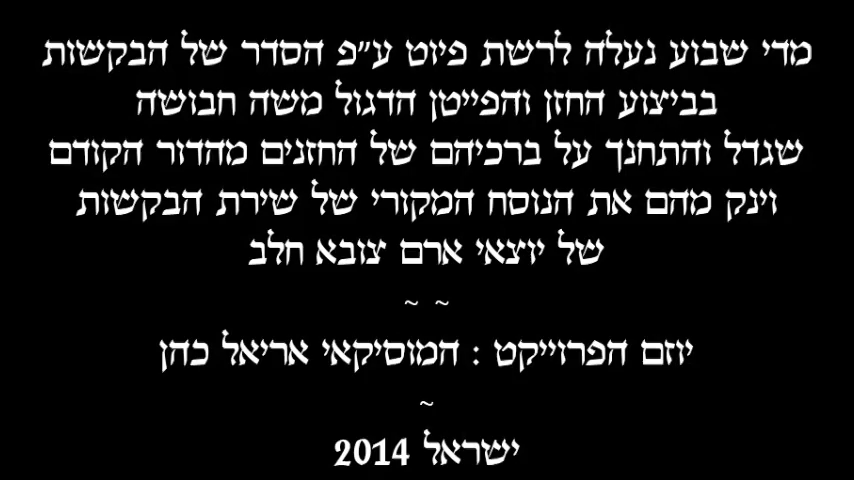 מדי שבוע נעלה לרשת פיוט ע"פ הסדר של הבקשות
בביצוע החזן והפייטן הדגול משה חבושה
שגדל והתחנך על ברכיהם של החזנים מהדור הקודם
וינק מהם את הנוסח המקורי של שירת הבקשות
של יוצאי ארם צובא חלב
~ ~
יוזם הפרוייקט : המוסיקאי אריאל כהן
~
ישראל 2014